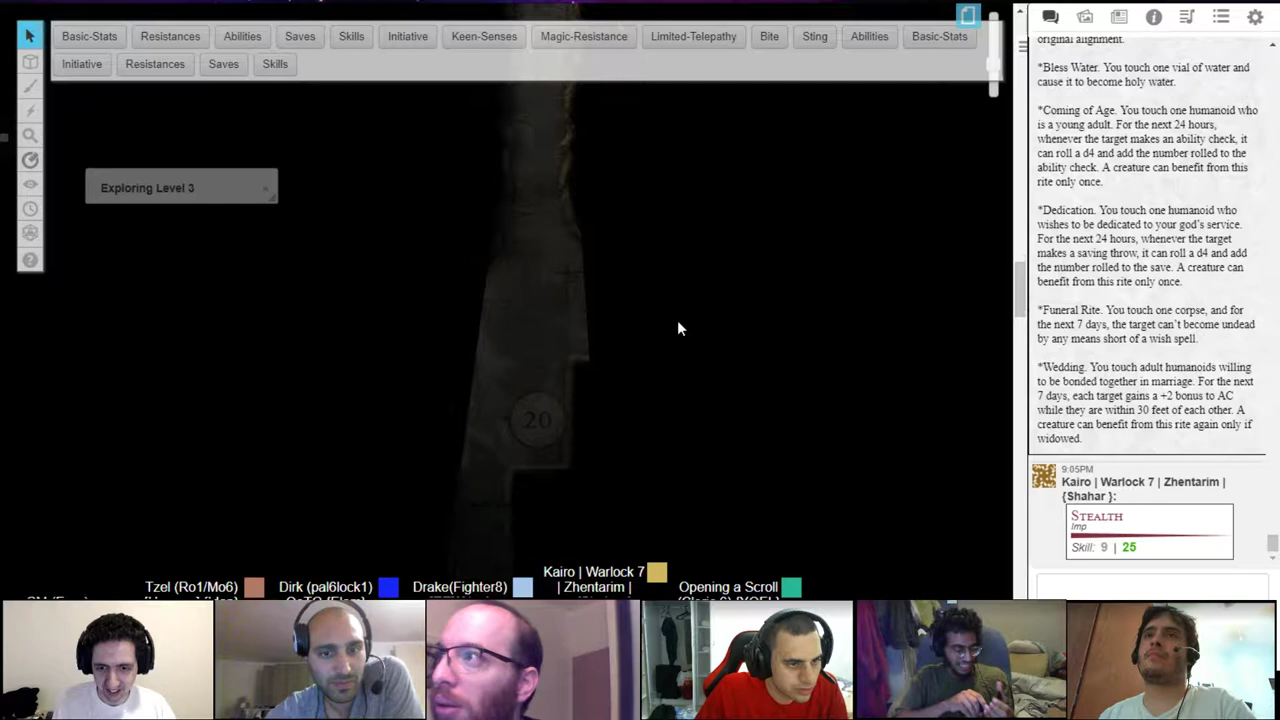 Basic-Stats Resistances Abilities Saves Skills Initiative Keen-Senses Magic-Resistance Limited-Telepathy Bite Sting Abilities Basic-Stats
Initiative Resistances Saves Skills
Exploring Level 3
20
original alignment.
*Bless Water. You touch one vial of water and
cause it to become holy water.
*Coming of Age. You touch one humanoid who
is a young adult. For the next 24 hours,
whenever the target makes an ability check, it
can roll a d4 and add the number rolled to the
ability check. A creature can benefit from this
rite only once.
*Dedication. You touch one humanoid who
wishes to be dedicated to your god's service.
For the next 24 hours, whenever the target
makes a saving throw, it can roll a d4 and add
the number rolled to the save. A creature can
benefit from this rite only once.
*Funeral Rite. You touch one corpse, and for
the next 7 days, the target can't become undead
by any means short of a wish spell.
*Wedding. You touch adult humanoids willing
to be bonded together in marriage. For the next
7 days, each target gains a +2 bonus to AC
while they are within 30 feet of each other. A
creature can benefit from this rite again only if
widowed.
9:05PM
Kairo | Warlock 7 | Zhentarim |
{Shahar }:
STEALTH
Imp
Skill: 9 | 25
Tzel (Ro1/Mo6)
Dirk (pal6/lock1)
Drake(Fighter8)
Kairo | Warlock 7
| Zhentarim |
Opening a Scroll